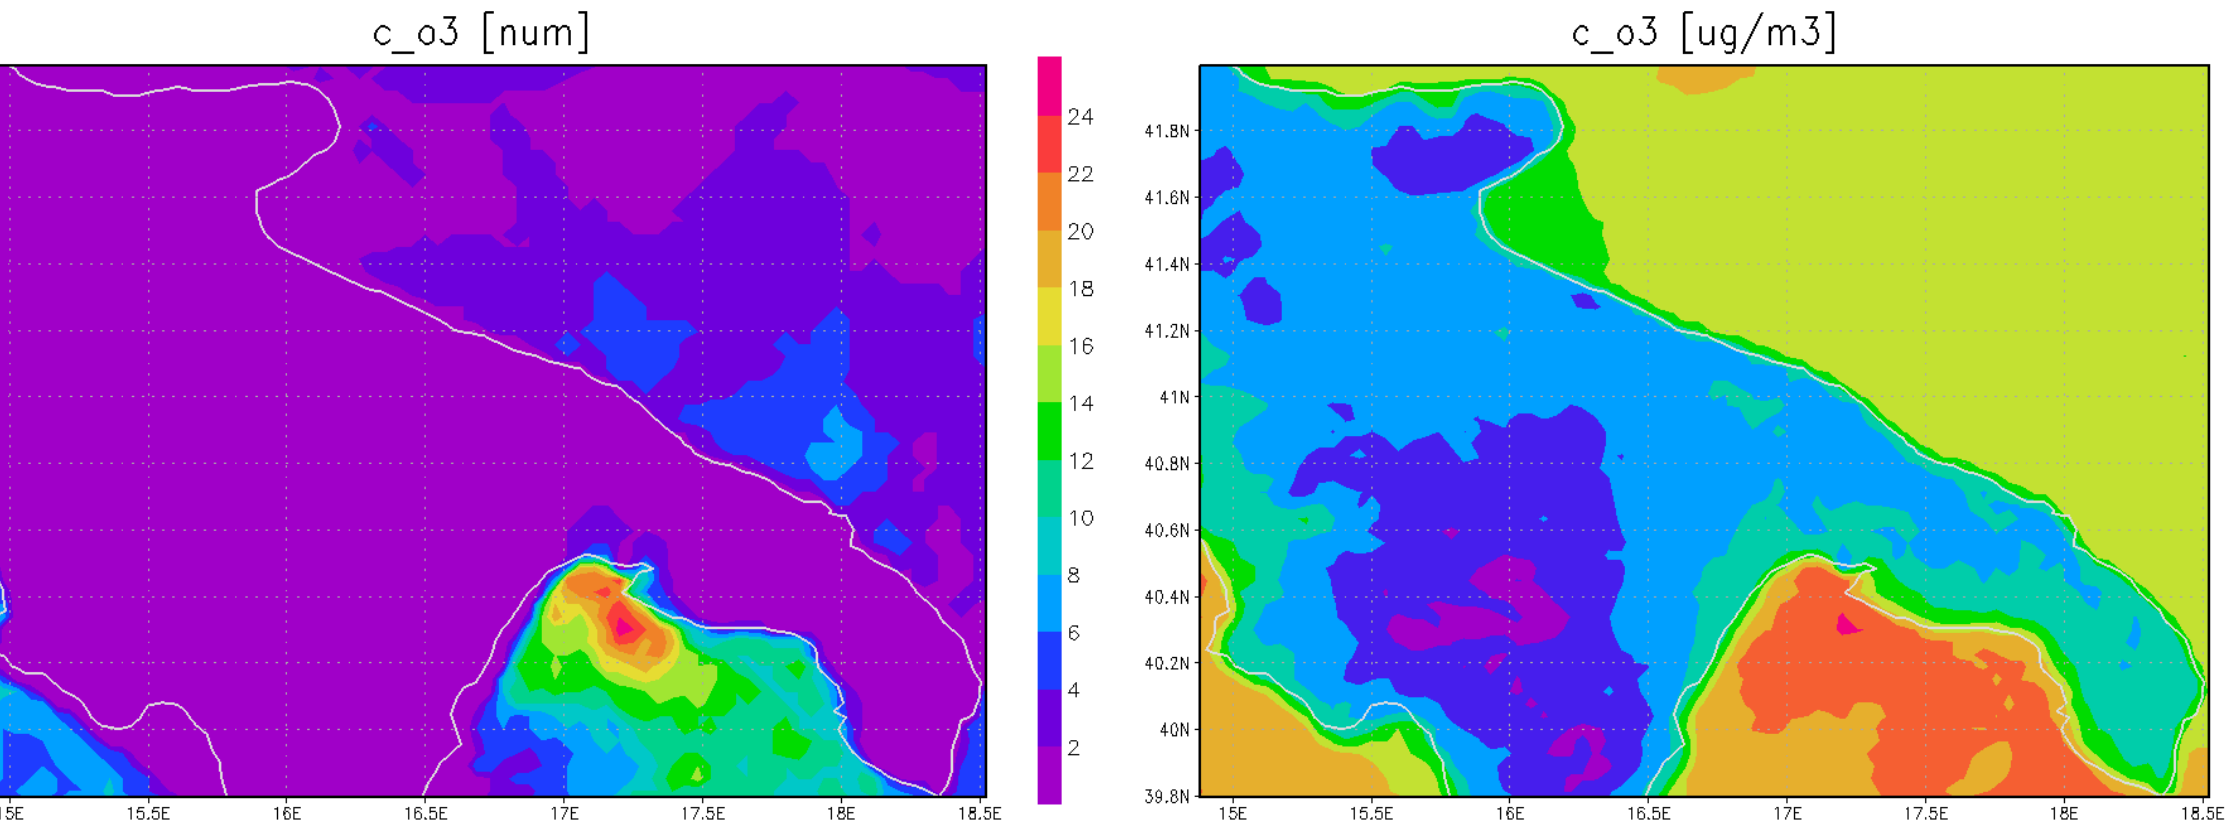 c_o3 [num]
c_o3 [ug/m3]
24
22
20
18
16
14
12
10
8
6
4
2
41.8N
41.6N
41.4N
41.2N
41N
40.8N
40.6N
40.4N
40.2N
40N
39.8N
15E 15.5E 16E 16.5E 17E 17.5E 18E 18.5E
15E 15.5E 16E 16.5E 17E 17.5E 18E 18.5E